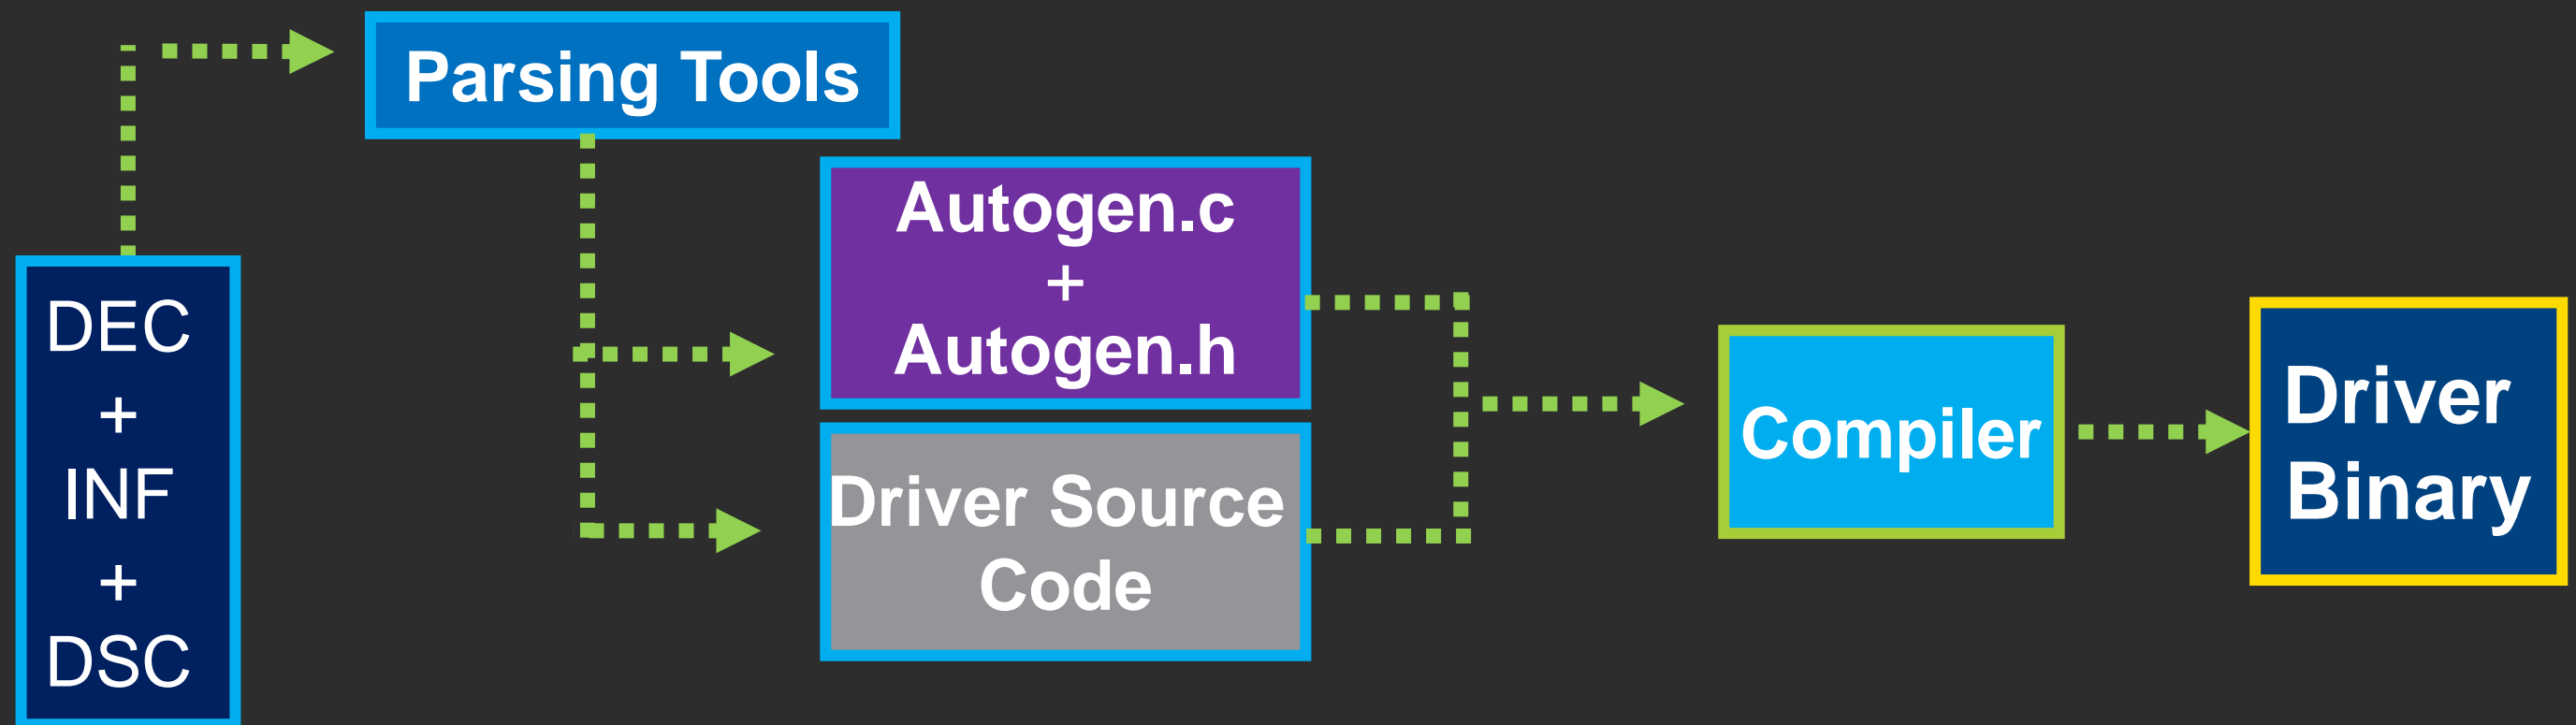 Parsing Tools
DEC
+
INF
+
DSC
Autogen.c
+
Autogen.h
Driver Source
Code
Compiler
Driver
Binary